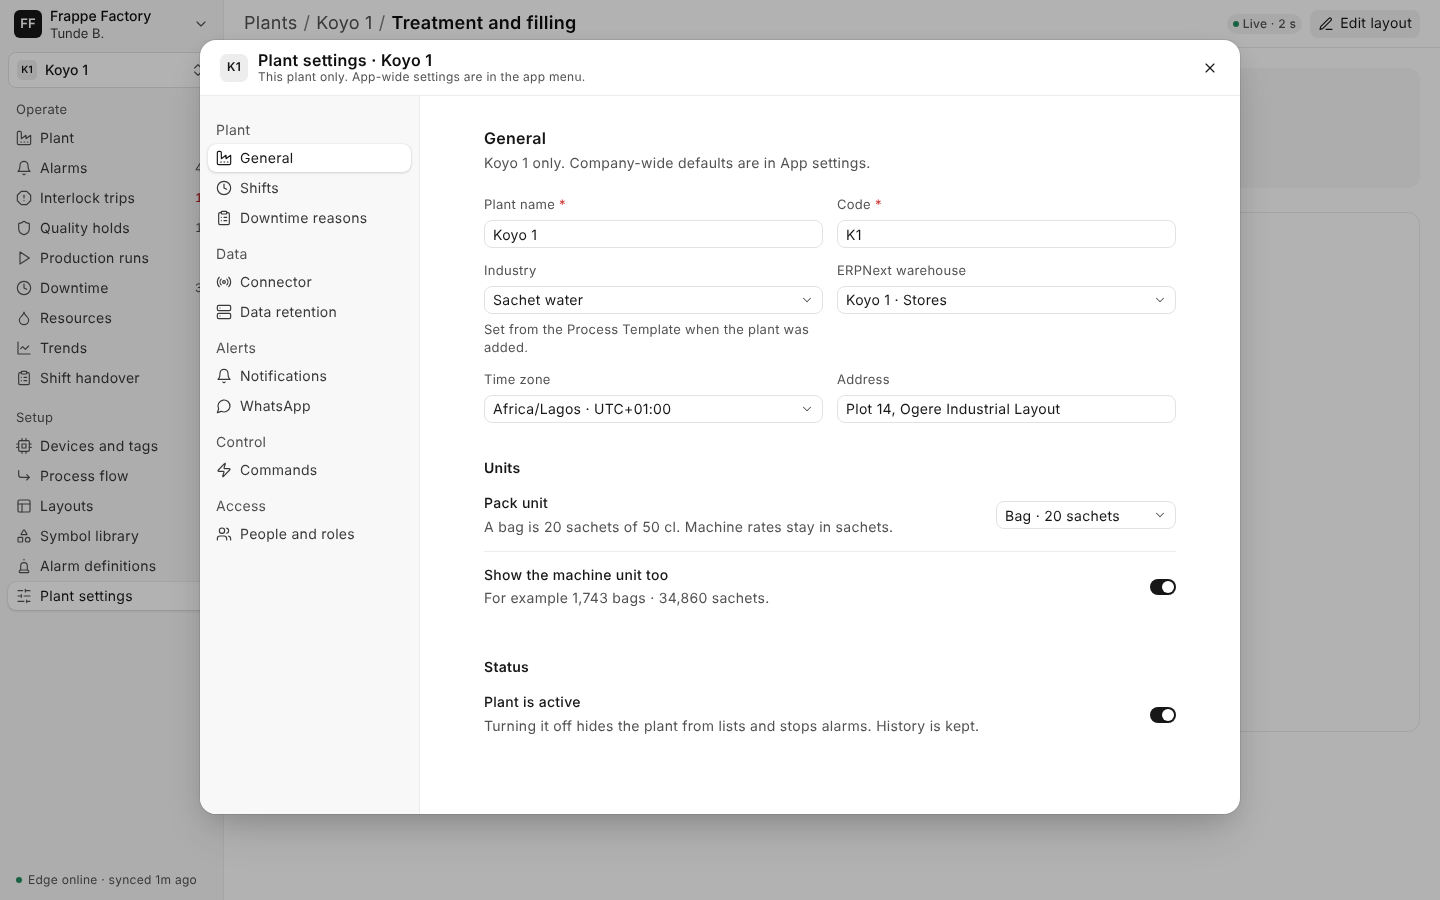 FF
Frappe Factory
Tunde B.
Plants / Koyo 1 / Treatment and filling
Live · 2 s
Edit layout
K1
Koyo 1
Operate
Plant
Alarms
Interlock trips
Quality holds
Production runs
Downtime
Resources
Trends
Shift handover
Setup
Devices and tags
Process flow
Layouts
Symbol library
Alarm definitions
Plant settings
Edge online · synced 1m ago
K1
Plant settings · Koyo 1
This plant only. App-wide settings are in the app menu.
Plant
General
Shifts
Downtime reasons
Data
Connector
Data retention
Alerts
Notifications
WhatsApp
Control
Commands
Access
People and roles
General
Koyo 1 only. Company-wide defaults are in App settings.
Plant name *
Code *
Koyo 1
K1
Industry
ERPNext warehouse
Sachet water
Koyo 1 · Stores
Set from the Process Template when the plant was
added.
Time zone
Address
Africa/Lagos · UTC+01:00
Plot 14, Ogere Industrial Layout
Units
Pack unit
A bag is 20 sachets of 50 cl. Machine rates stay in sachets.
Bag · 20 sachets
Show the machine unit too
For example 1,743 bags · 34,860 sachets.
Status
Plant is active
Turning it off hides the plant from lists and stops alarms. History is kept.